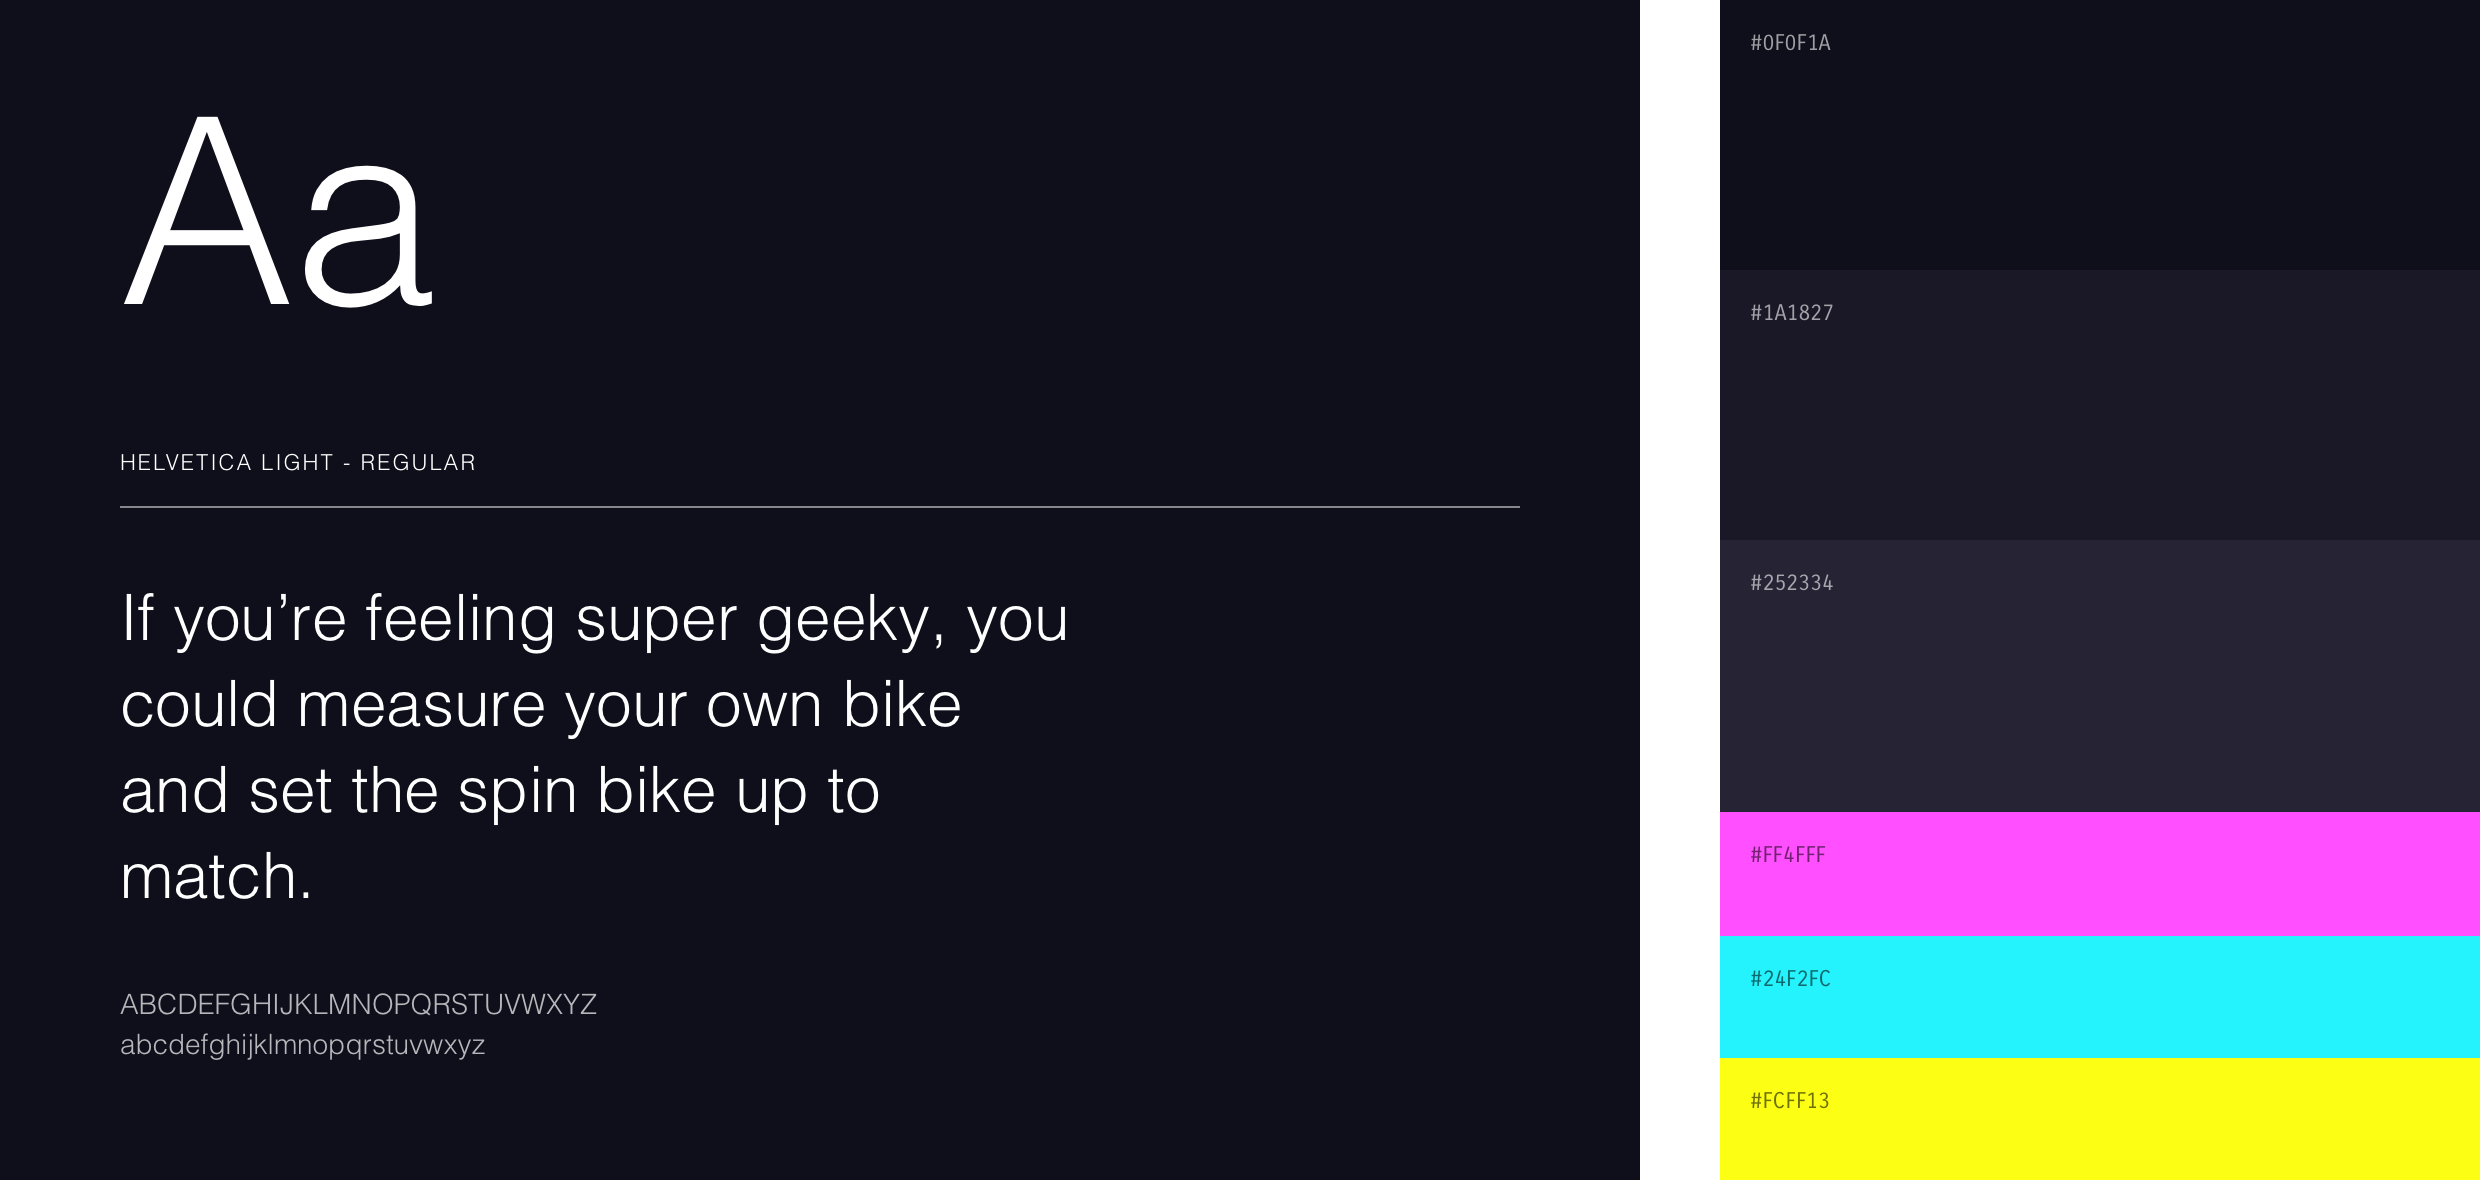 Aa
HELVETICA LIGHT - REGULAR
If you’re feeling super geeky, you
could measure your own bike
and set the spin bike up to
match.
ABCDEFGHIJKLMNOPQRSTUVWXYZ
abcdefghijklmnopqrstuvwxyz
#0F0F1A
#1A1827
#252334
#FF4FFF
#24F2FC
#FCFF13